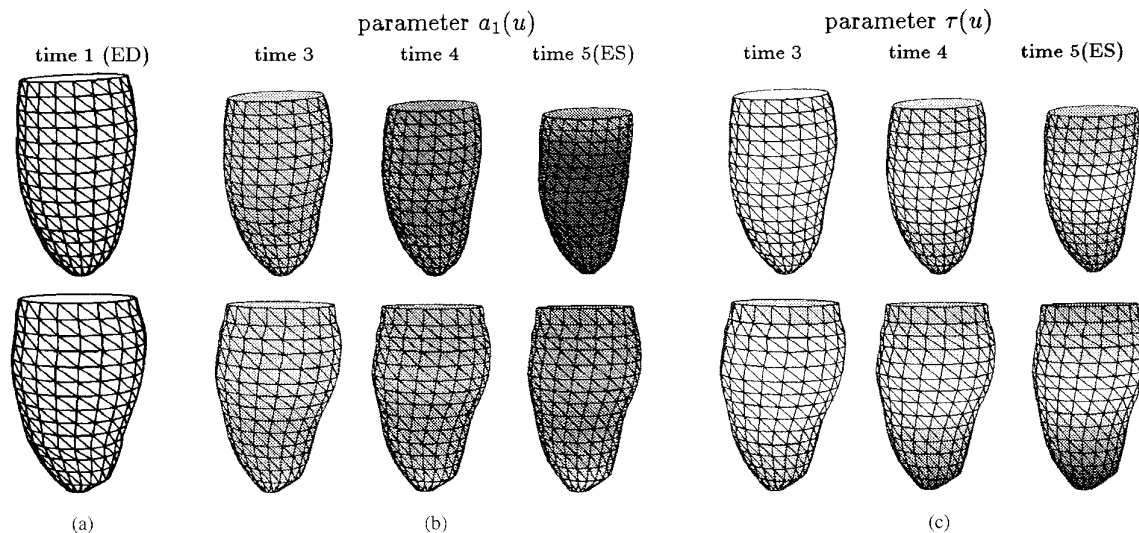 parameter a₁(u) parameter τ(u)
time 1 (ED) time 3 time 4 time 5(ES) time 3 time 4 time 5(ES)
(a) (b) (c)